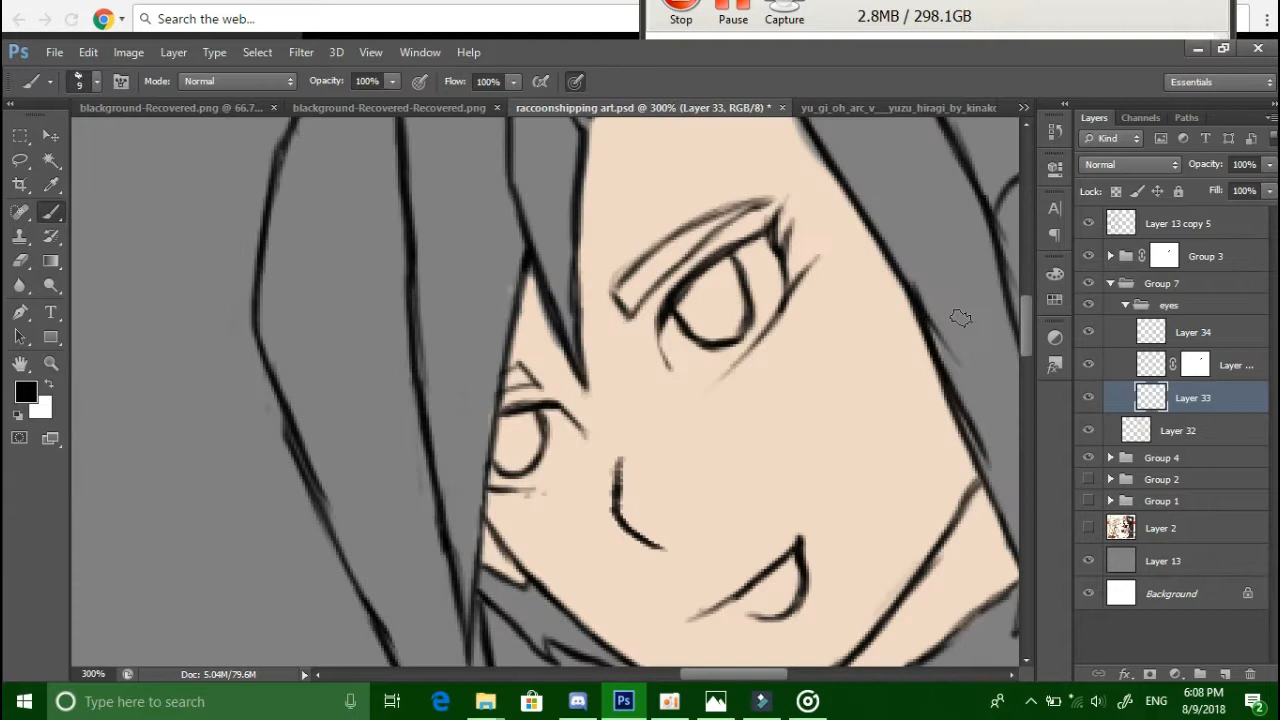 Search the web...
Stop Pause Capture 2.8MB / 298.1GB
Ps File Edit Image Layer Type Select Filter 3D View Window Help
9 Mode: Normal Opacity: 100% Flow: 100% Essentials
blackground-Recovered.png @ 66.7... × blackground-Recovered-Recovered.png × raccoonshipping art.psd @ 300% (Layer 33, RGB/8) * × yu_gi_oh_arc_v___yuzu_hiragi_by_kinako
Layers Channels Paths
Kind
Normal Opacity: 100%
Lock: Fill: 100%
Layer 13 copy 5
Group 3
Group 7
eyes
Layer 34
Layer ...
Layer 33
Layer 32
Group 4
Group 2
Group 1
Layer 2
Layer 13
Background
300% Doc: 5.04M/79.6M
Type here to search
Ps
ENG
6:08 PM
8/9/2018
2